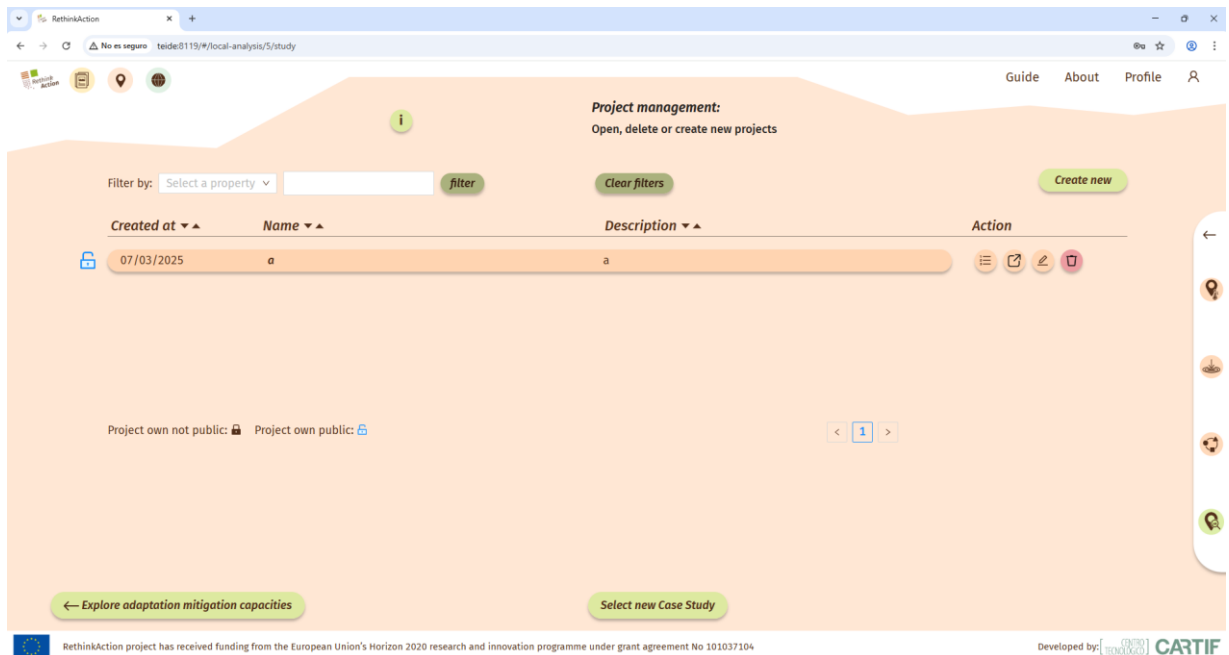 RethinkAction
No es seguro teide:8119/#/local-analysis/5/study
Rethink
Action
Guide About Profile
i
Project management:
Open, delete or create new projects
Filter by: Select a property filter Clear filters Create new
Created at Name Description Action
07/03/2025 a a
Project own not public: Project own public:
< 1 >
Explore adaptation mitigation capacities Select new Case Study
RethinkAction project has received funding from the European Union's Horizon 2020 research and innovation programme under grant agreement No 101037104
Developed by: [CENTRO
TECNOLÓGICO] CARTIF